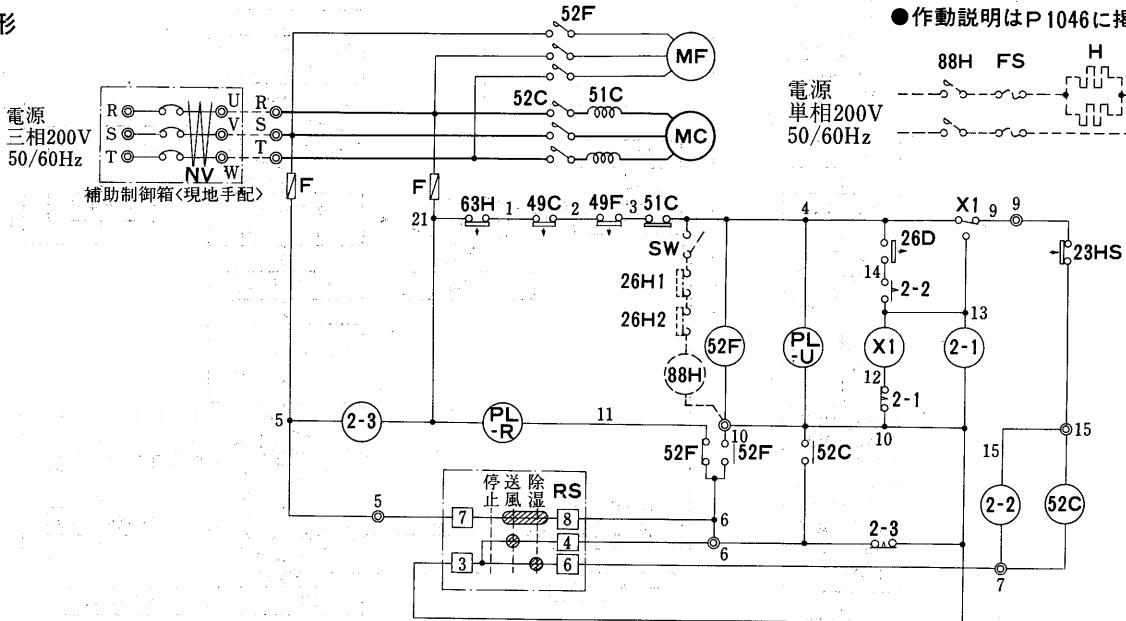 形
●作動説明はP1046に掲
52F
MF
88H FS H
電源
単相200V
50/60Hz
電源
三相200V
50/60Hz
R U R
S V S
T W T
NV
補助制御箱<現地手配>
52C 51C
MC
F F
21 63H 1 49C 2 49F 3 51C 4 X1 9 9
SW
26D
23HS
26H1
14 2-2
26H2
13
52F
PL-U
X1
2-1
88H
12
2-1
5 2-3
PL-R
11
10
10
15
52F 52F 52C
15
停止 送風 除湿 RS
2-2
52C
5 7 8 6
4 6
2-3
3 6 7